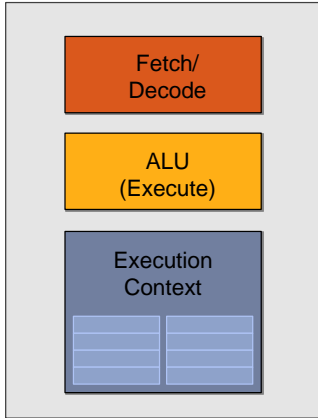 Fetch/
Decode
ALU
(Execute)
Execution
Context